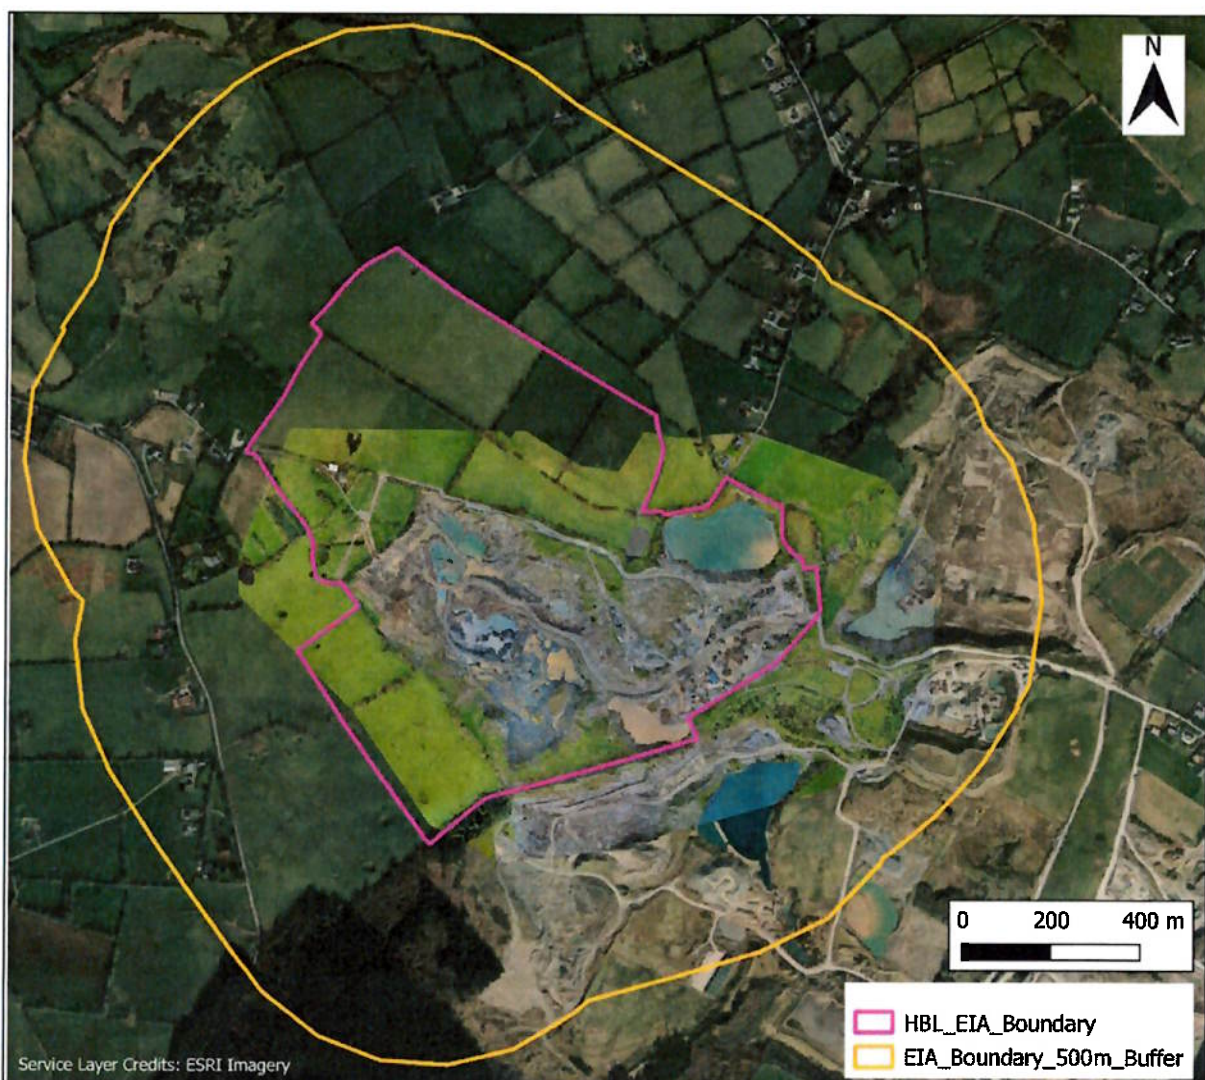 N
0 200 400 m
HBL_EIA_Boundary
EIA_Boundary_500m_Buffer
Service Layer Credits: ESRI Imagery